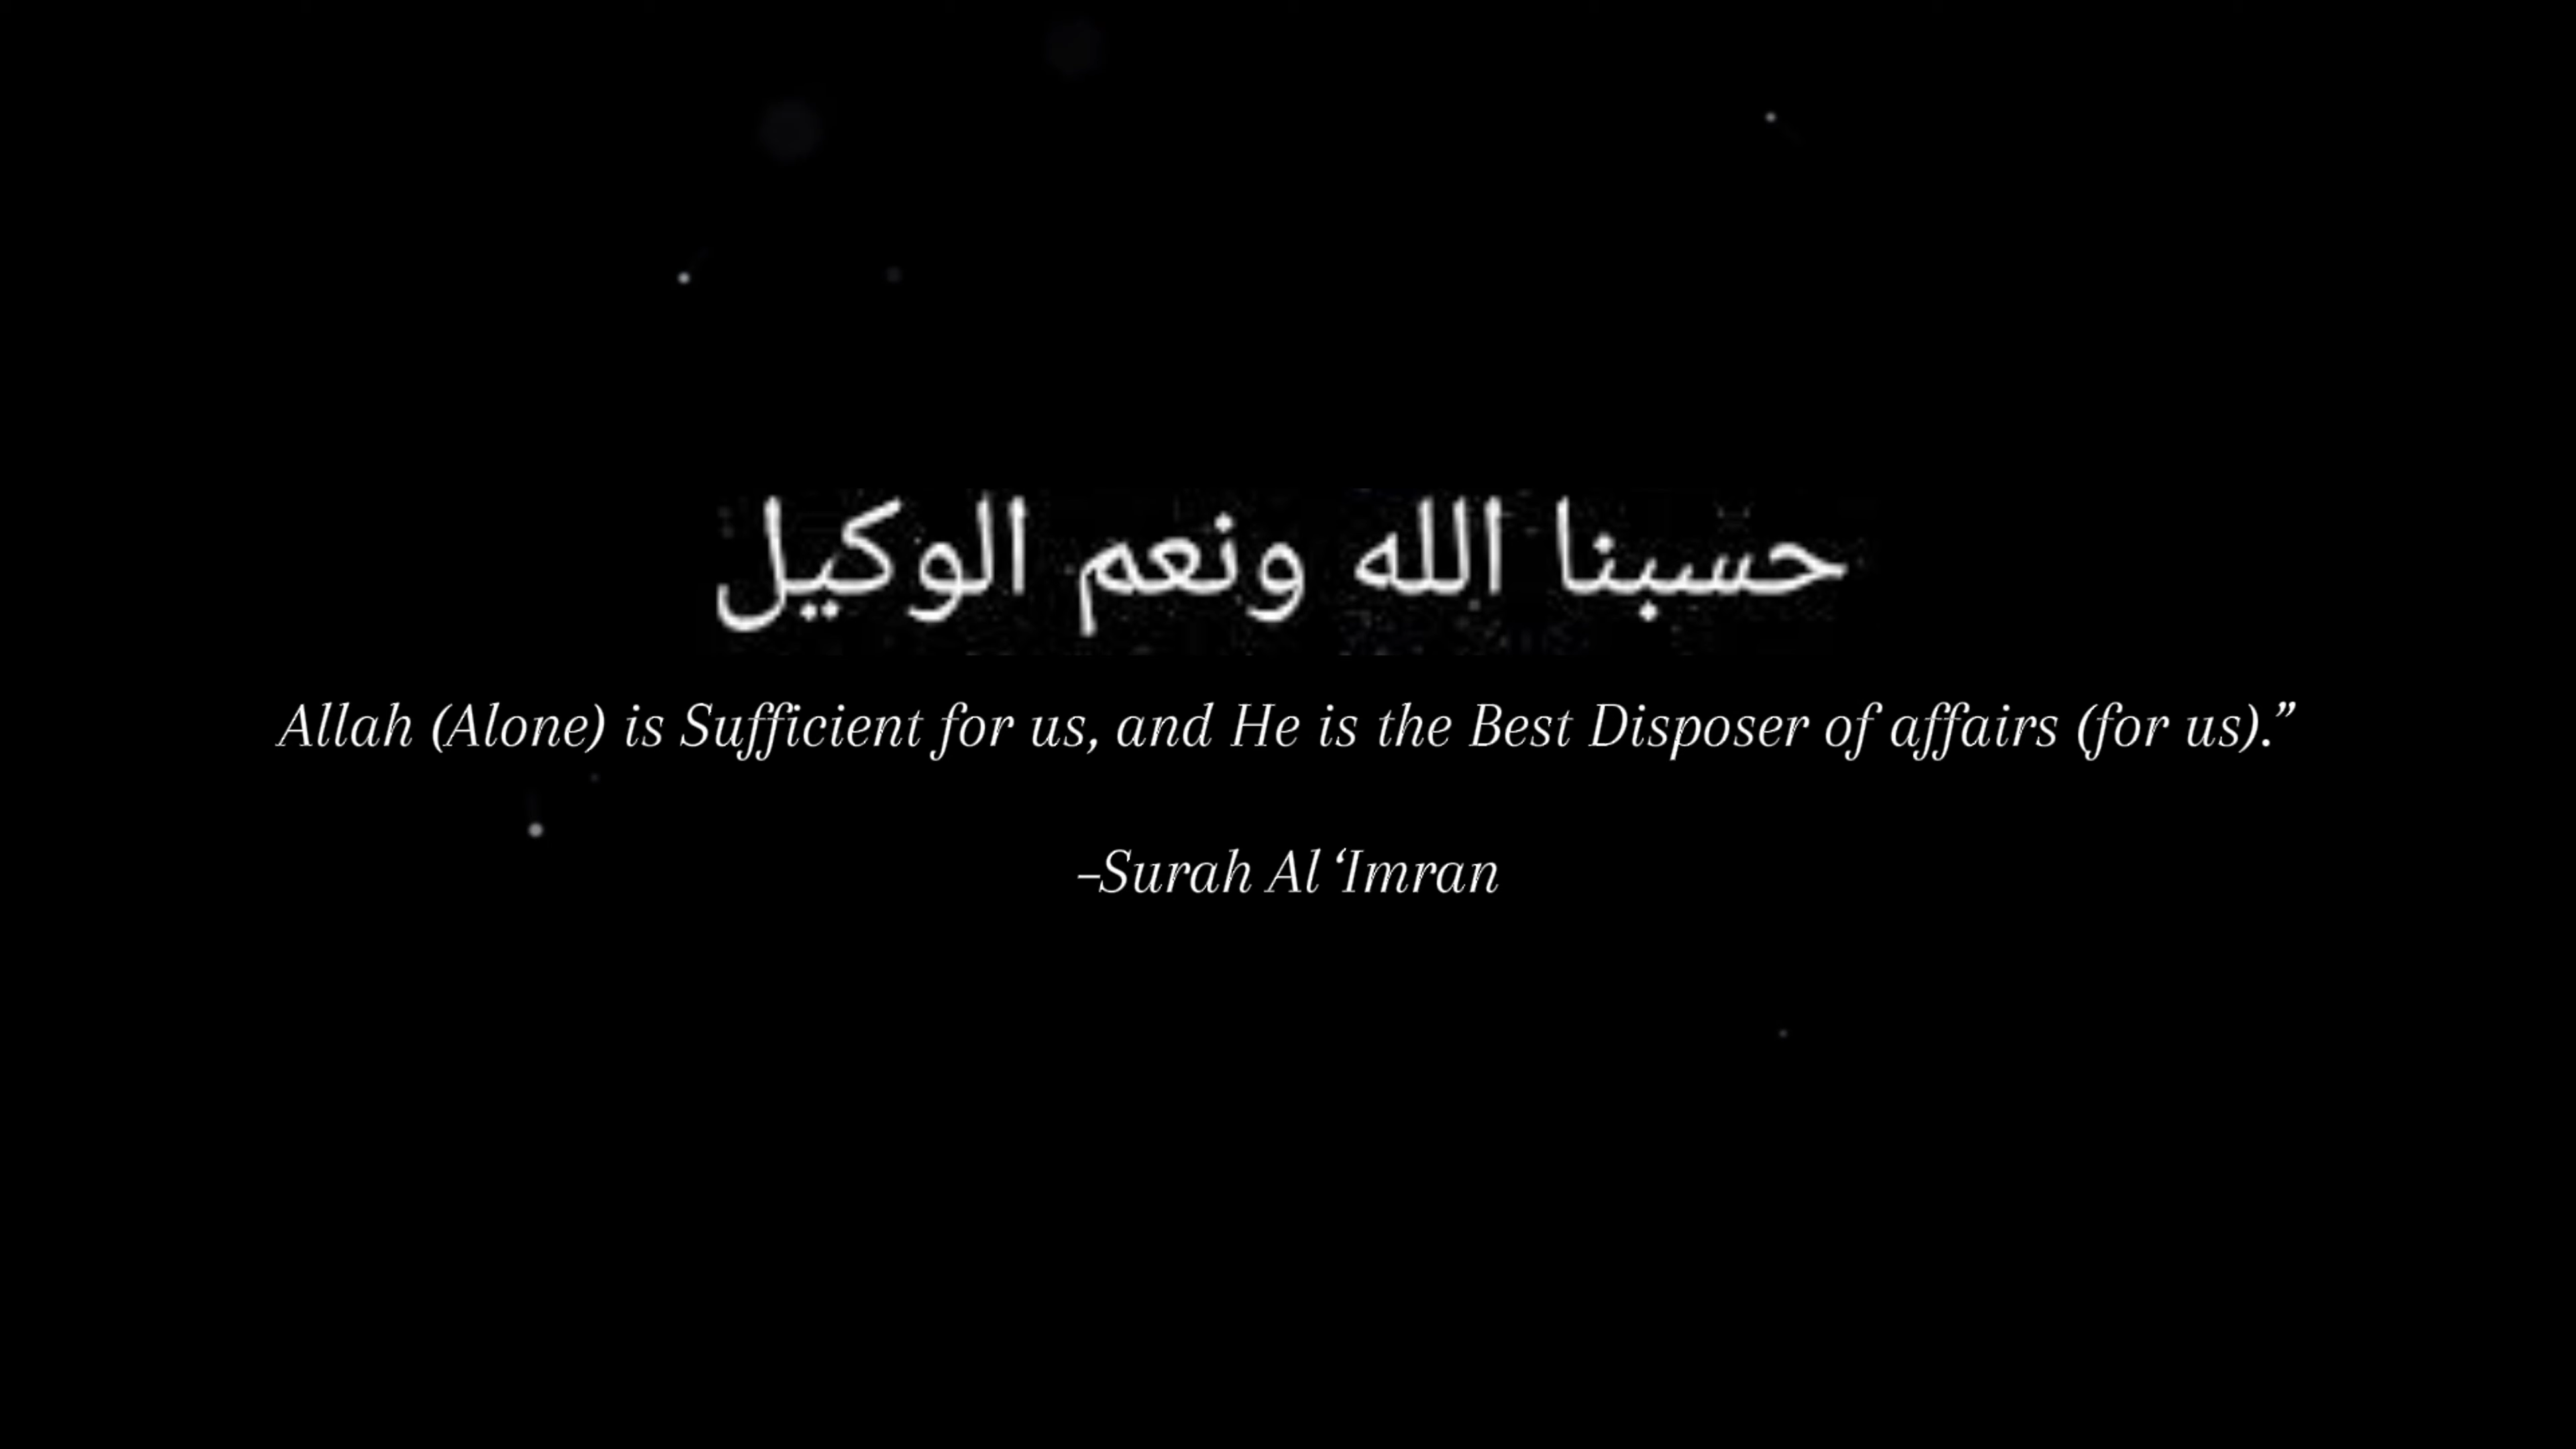 حسبنا الله ونعم الوكيل
Allah (Alone) is Sufficient for us, and He is the Best Disposer of affairs (for us).”
–Surah Al ‘Imran